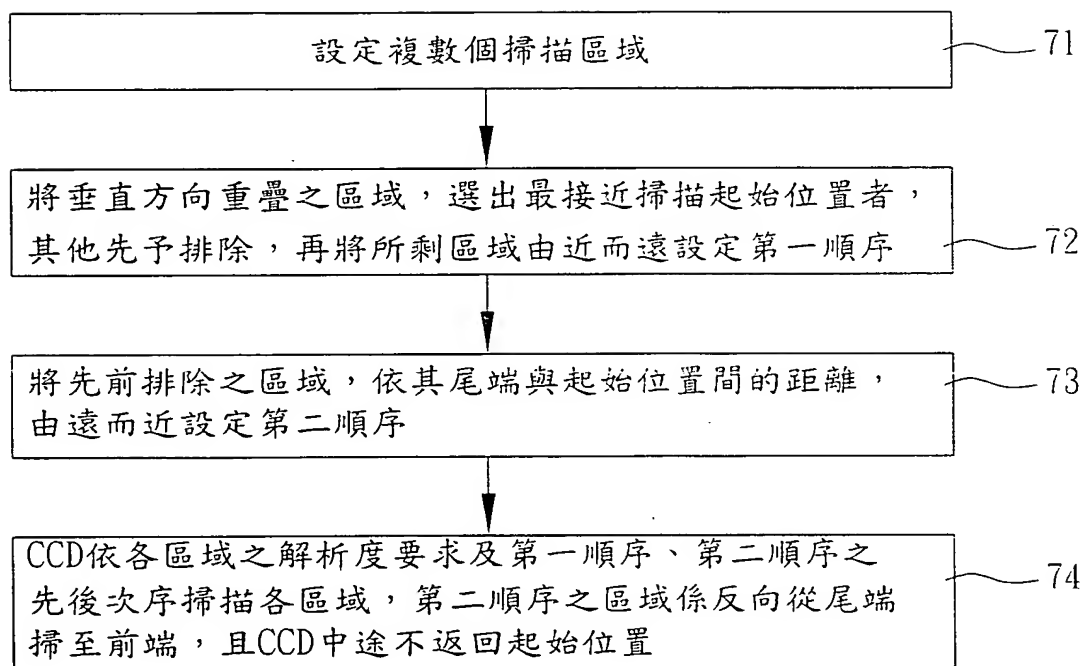 設定複數個掃描區域
71
將垂直方向重疊之區域，選出最接近掃描起始位置者，
其他先予排除，再將所剩區域由近而遠設定第一順序
72
將先前排除之區域，依其尾端與起始位置間的距離，
由遠而近設定第二順序
73
CCD依各區域之解析度要求及第一順序、第二順序之
先後次序掃描各區域，第二順序之區域係反向從尾端
掃至前端，且CCD中途不返回起始位置
74